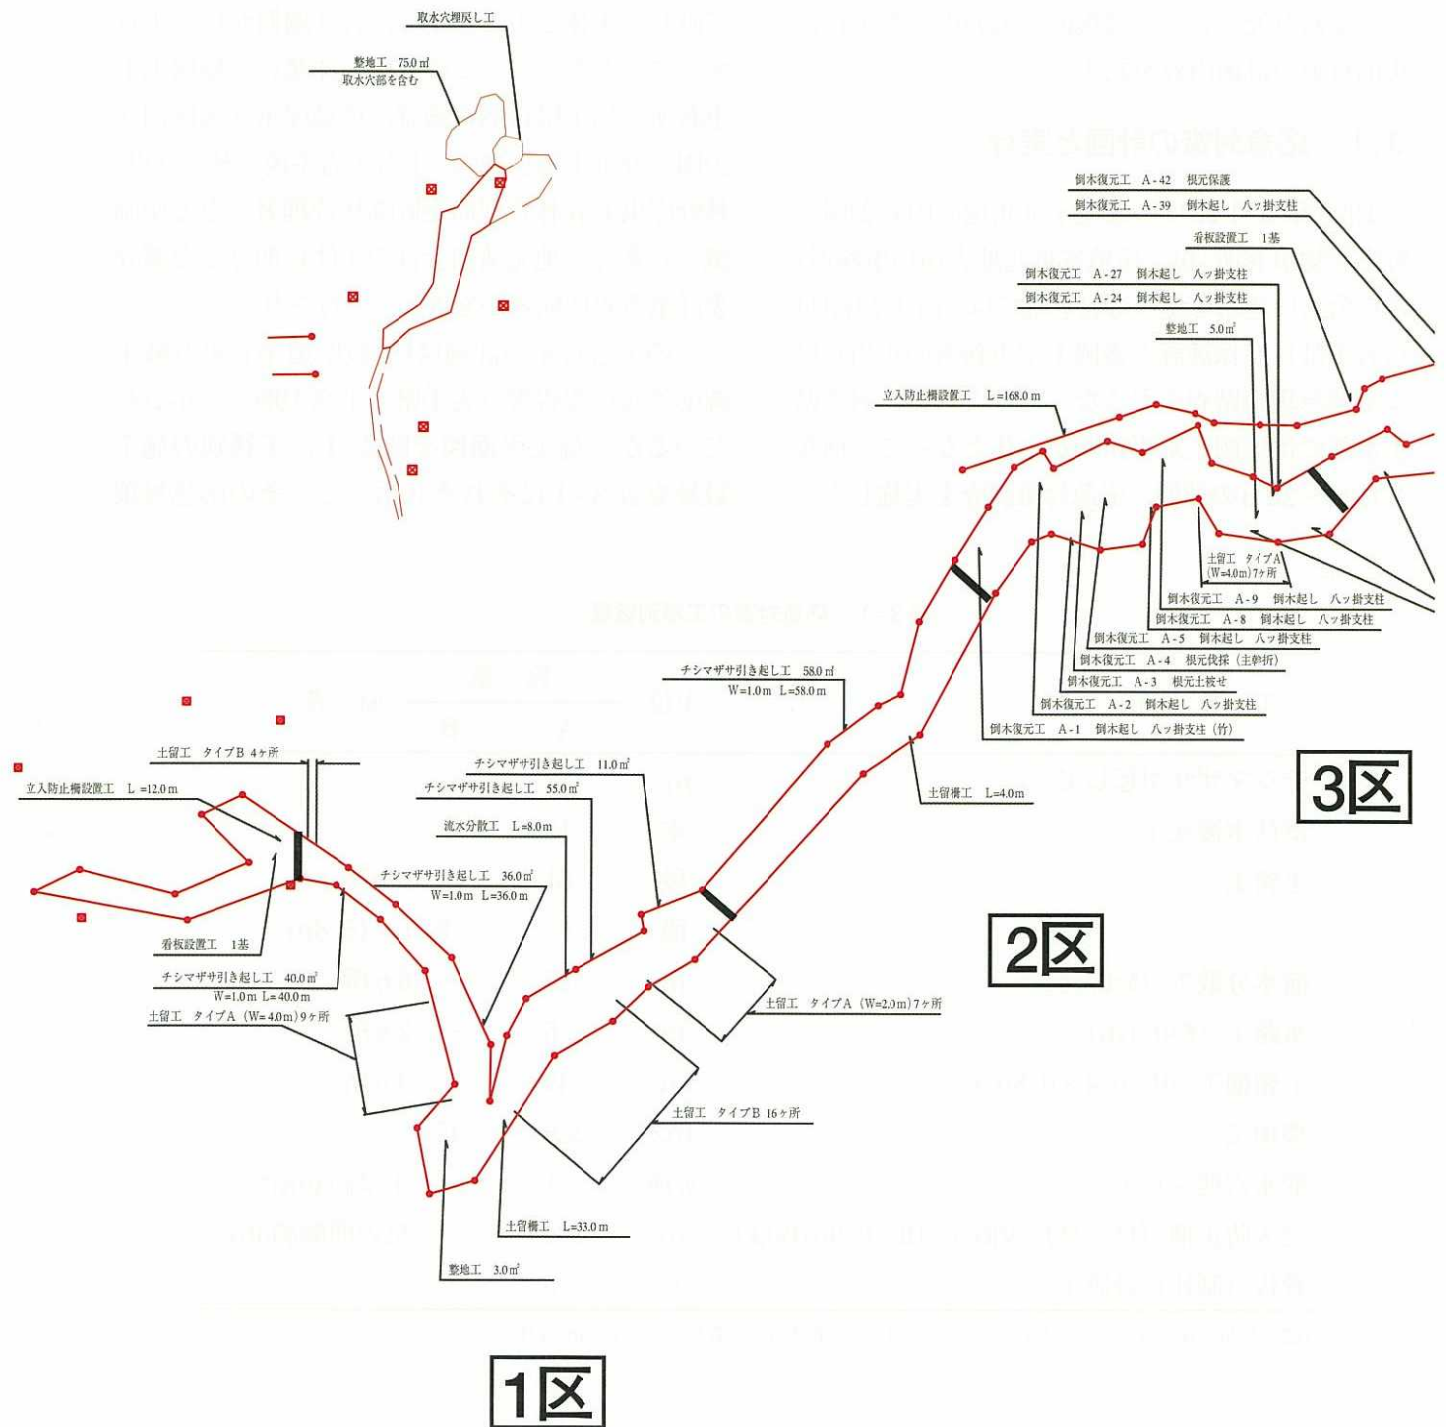 取水穴埋戻し工
整地工 75.0㎡
取水穴部を含む
倒木復元工 A-42 根元保護
倒木復元工 A-39 倒木起し 八ッ掛支柱
看板設置工 1基
倒木復元工 A-27 倒木起し 八ッ掛支柱
倒木復元工 A-24 倒木起し 八ッ掛支柱
整地工 5.0㎡
立入防止柵設置工 L=168.0m
土留工 タイプA
(W=4.0m)7ヶ所
倒木復元工 A-9 倒木起し 八ッ掛支柱
倒木復元工 A-8 倒木起し 八ッ掛支柱
倒木復元工 A-5 倒木起し 八ッ掛支柱
倒木復元工 A-4 根元伐採（主幹折）
倒木復元工 A-3 根元土被せ
倒木復元工 A-2 倒木起し 八ッ掛支柱
倒木復元工 A-1 倒木起し 八ッ掛支柱（竹）
チシマザサ引き起し工 58.0㎡
W=1.0m L=58.0m
3区
土留工 タイプB 4ヶ所
チシマザサ引き起し工 11.0㎡
立入防止柵設置工 L=12.0m
チシマザサ引き起し工 55.0㎡
土留柵工 L=4.0m
流水分散工 L=8.0m
チシマザサ引き起し工 36.0㎡
W=1.0m L=36.0m
看板設置工 1基
2区
チシマザサ引き起し工 40.0㎡
W=1.0m L=40.0m
土留工 タイプA (W=4.0m)9ヶ所
土留工 タイプA (W=2.0m)7ヶ所
土留工 タイプB 16ヶ所
土留柵工 L=33.0m
整地工 3.0㎡
1区